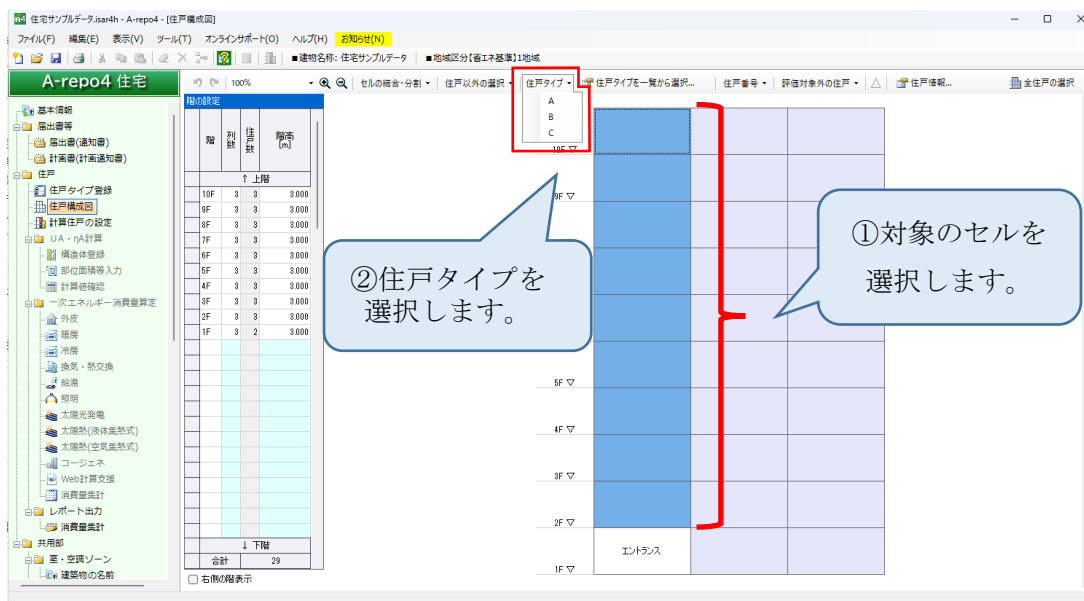 住宅サンプルデータ.isar4h - A-repo4 - [住戸構成図]
ファイル(F) 編集(E) 表示(V) ツール(T) オンラインサポート(O) ヘルプ(H) お知らせ(N)
■建物名称: 住宅サンプルデータ ■地域区分【省エネ基準】1地域
A-repo4 住宅
100% セルの結合・分割 住戸以外の選択 住戸タイプ 住戸タイプを一覧から選択... 住戸番号 評価対象外の住戸 住戸情報... 全住戸の選択
A
B
C
基本情報
届出書等
届出書(通知書)
計画書(計画通知書)
住戸
住戸タイプ登録
住戸構成図
計算住戸の設定
UA・ηA計算
構造体登録
部位面積等入力
計算値確認
一次エネルギー消費量算定
外皮
暖房
冷房
換気・熱交換
給湯
照明
太陽光発電
太陽熱(液体集熱式)
太陽熱(空気集熱式)
コージェネ
Web計算支援
消費量集計
レポート出力
消費量集計
共用部
室・空調ゾーン
建築物の名前
階の設定
階 列数 住戸数 階高[m]
↑ 上階
10F 3 3 3.000
9F 3 3 3.000
8F 3 3 3.000
7F 3 3 3.000
6F 3 3 3.000
5F 3 3 3.000
4F 3 3 3.000
3F 3 3 3.000
2F 3 3 3.000
1F 3 2 3.000
↓ 下階
合計 29
右側の階表示
10F ▽
9F ▽
5F ▽
4F ▽
3F ▽
2F ▽
エントランス
1F ▽
②住戸タイプを
選択します。
①対象のセルを
選択します。